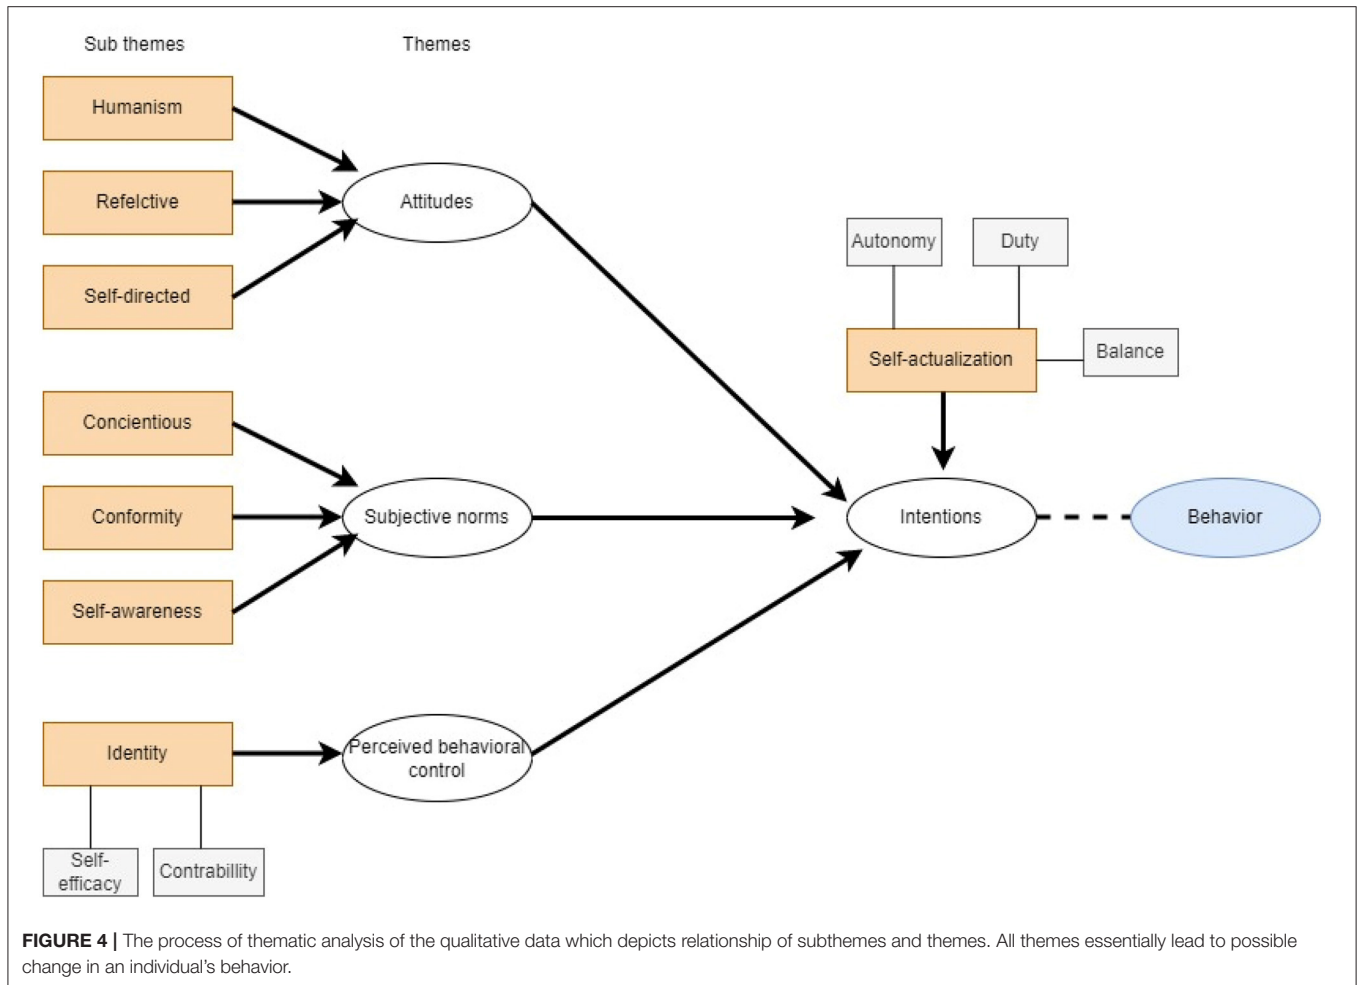 Sub themes
Themes
Humanism
Refelctive
Attitudes
Self-directed
Autonomy
Duty
Self-actualization
Balance
Concientious
Conformity
Subjective norms
Intentions
Behavior
Self-awareness
Identity
Perceived behavioral
control
Self-
efficacy
Contrabillity
FIGURE 4 | The process of thematic analysis of the qualitative data which depicts relationship of subthemes and themes. All themes essentially lead to possible
change in an individual's behavior.